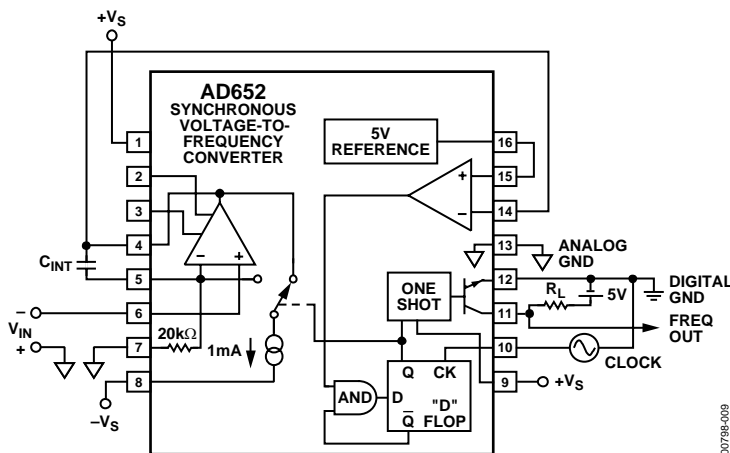 +VS
AD652
SYNCHRONOUS
VOLTAGE-TO-
FREQUENCY
CONVERTER
5V
REFERENCE
1
2
3
4
5
6
7
8
16
15
14
13
12
11
10
9
+
–
–
+
CINT
–
VIN
+
20kΩ
1mA
–VS
ONE
SHOT
AND
D
Q
CK
"D"
FLOP
Q
ANALOG
GND
RL
5V
DIGITAL
GND
FREQ
OUT
CLOCK
+VS
00798-009